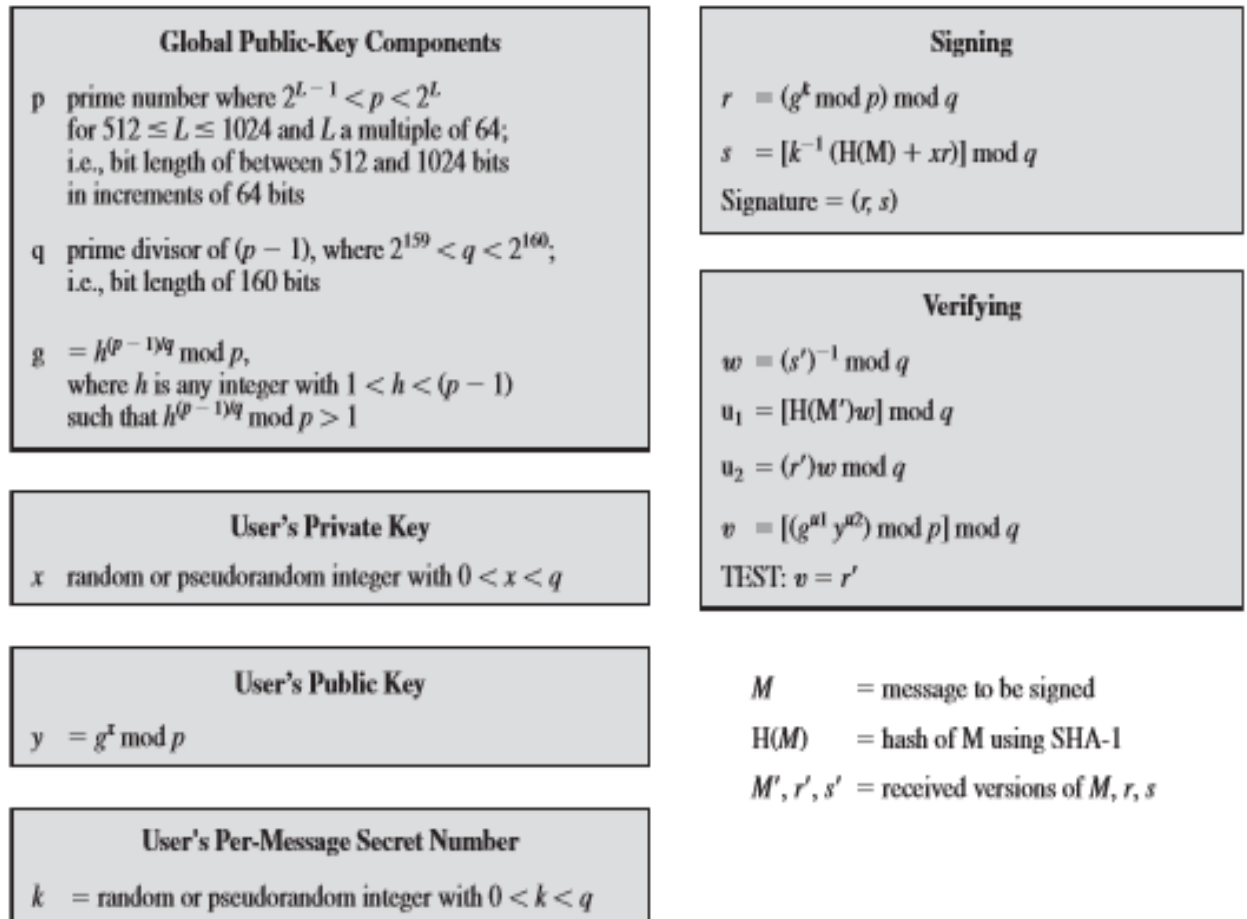 Global Public-Key Components
p prime number where 2^{L – 1} < p < 2^L
for 512 ≤ L ≤ 1024 and L a multiple of 64;
i.e., bit length of between 512 and 1024 bits
in increments of 64 bits
q prime divisor of (p – 1), where 2^{159} < q < 2^{160};
i.e., bit length of 160 bits
g = h^{(p – 1)/q} mod p,
where h is any integer with 1 < h < (p – 1)
such that h^{(p – 1)/q} mod p > 1
User's Private Key
x random or pseudorandom integer with 0 < x < q
User's Public Key
y = g^x mod p
User's Per-Message Secret Number
k = random or pseudorandom integer with 0 < k < q
Signing
r = (g^k mod p) mod q
s = [k^{–1} (H(M) + xr)] mod q
Signature = (r, s)
Verifying
w = (s')^{–1} mod q
u_1 = [H(M')w] mod q
u_2 = (r')w mod q
v = [(g^{u1} y^{u2}) mod p] mod q
TEST: v = r'
M = message to be signed
H(M) = hash of M using SHA-1
M', r', s' = received versions of M, r, s